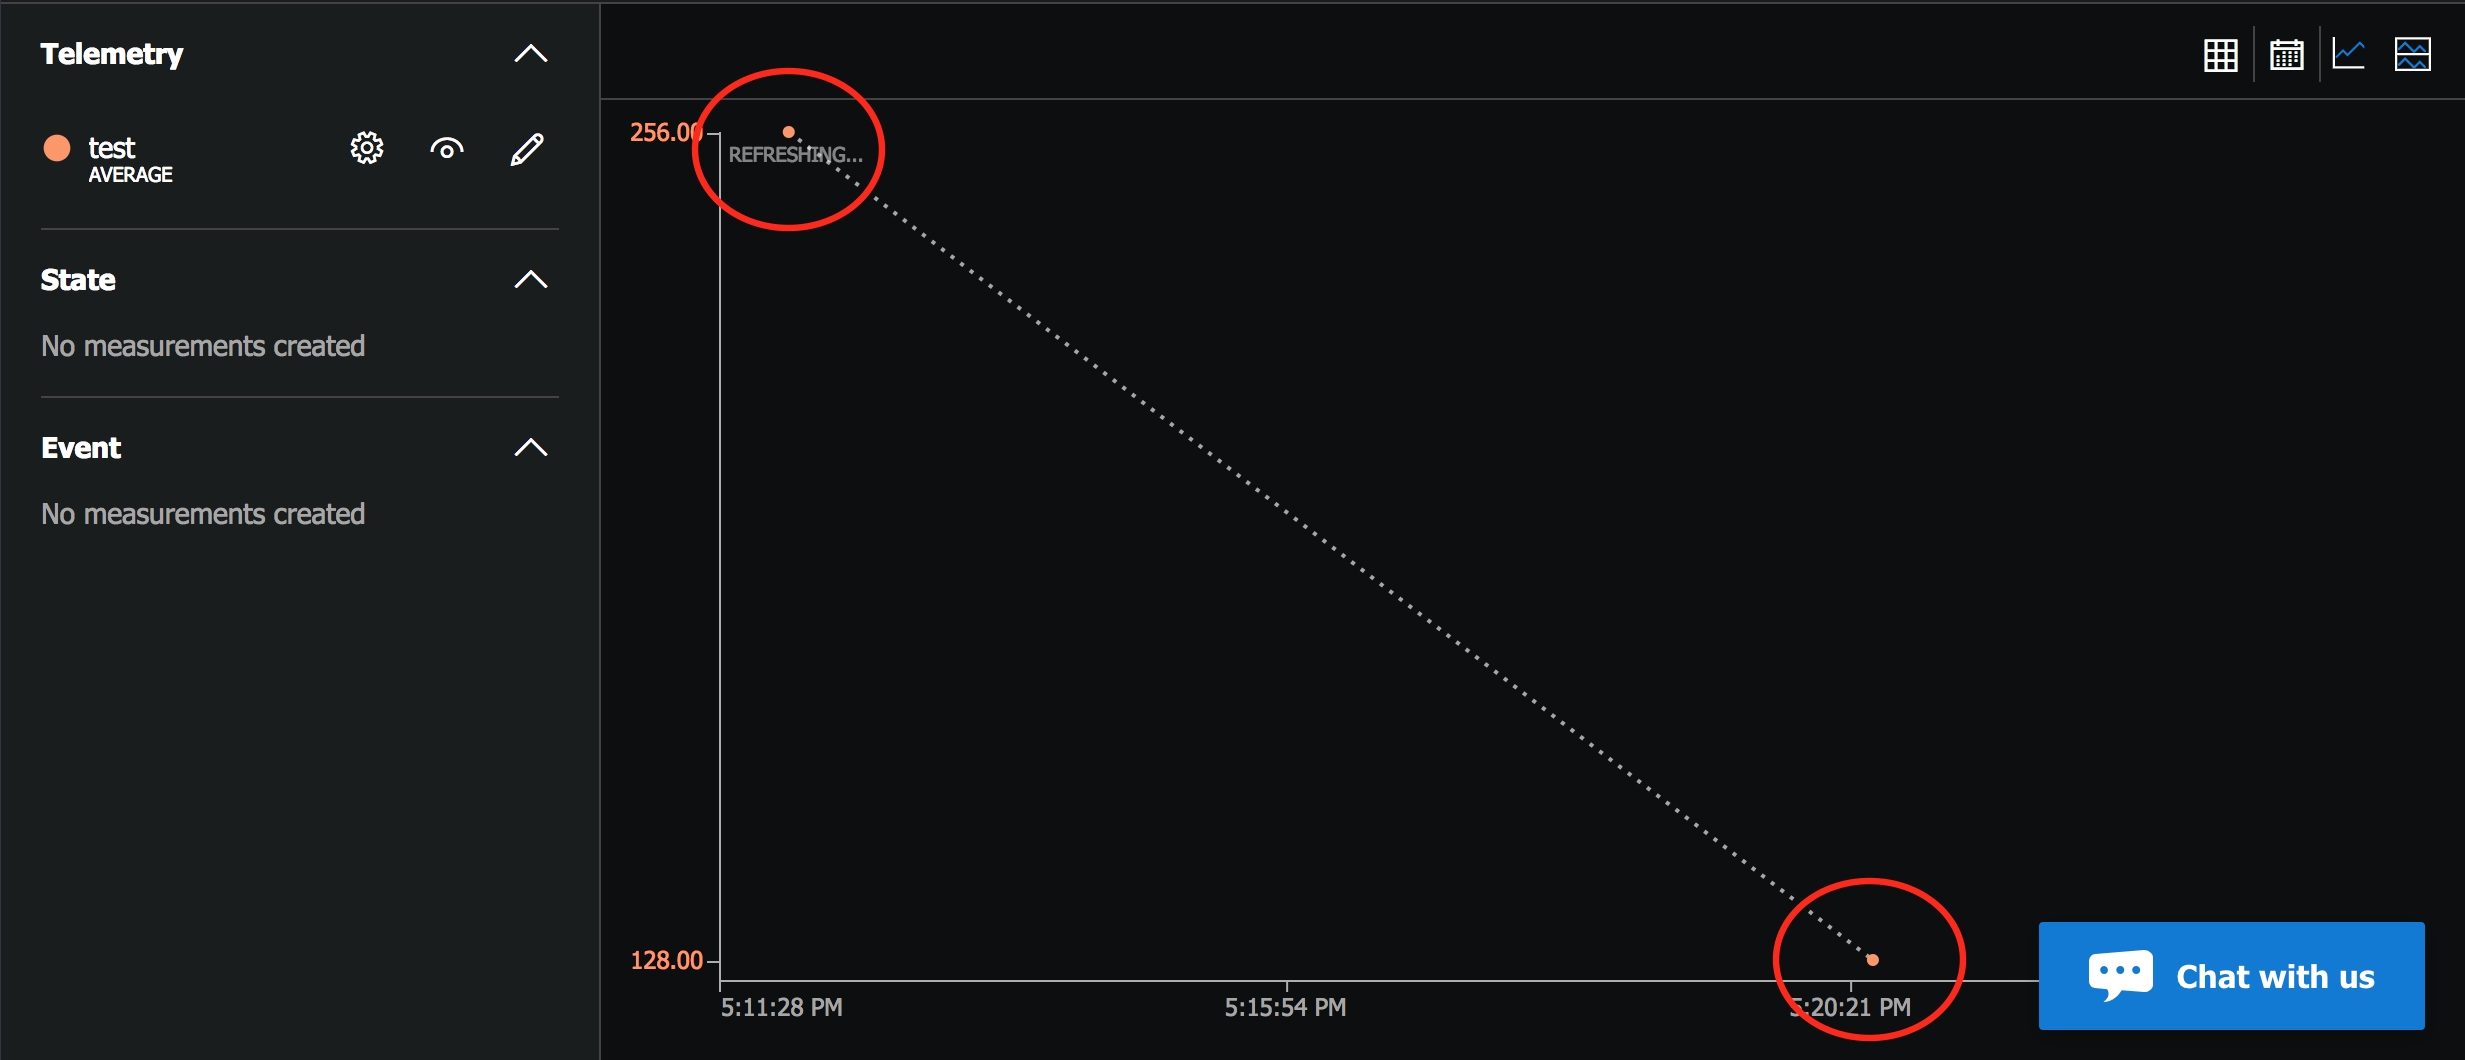 Telemetry
test
AVERAGE
State
No measurements created
Event
No measurements created
256.00
REFRESHING...
128.00
5:11:28 PM
5:15:54 PM
5:20:21 PM
Chat with us